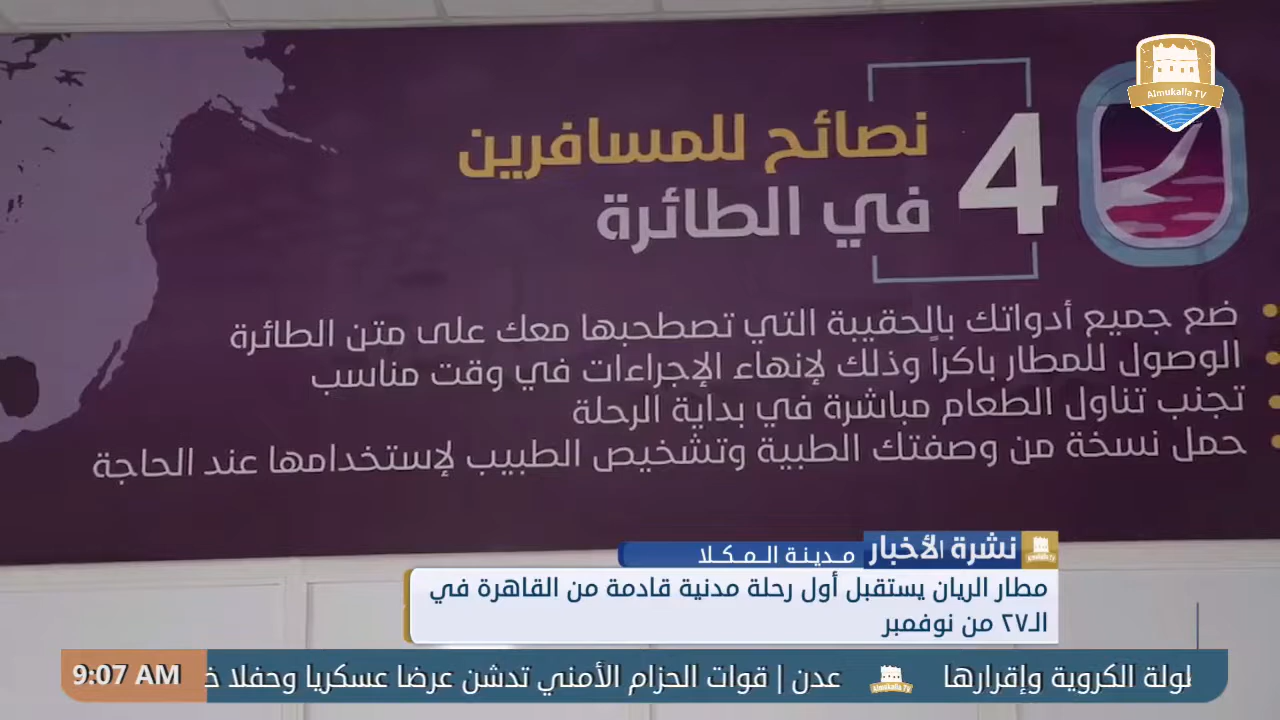 Almukalla TV
4 نصائح للمسافرين
في الطائرة
ضع جميع أدواتك بالحقيبة التي تصطحبها معك على متن الطائرة
الوصول للمطار باكراً وذلك لإنهاء الإجراءات في وقت مناسب
تجنب تناول الطعام مباشرة في بداية الرحلة
حمل نسخة من وصفتك الطبية وتشخيص الطبيب لإستخدامها عند الحاجة
نشرة الأخبار مدينة المكلا
مطار الريان يستقبل أول رحلة مدنية قادمة من القاهرة في
الـ٢٧ من نوفمبر
الكروية وإقرارها Almukalla TV عدن | قوات الحزام الأمني تدشن عرضا عسكريا وحفلا
9:07 AM